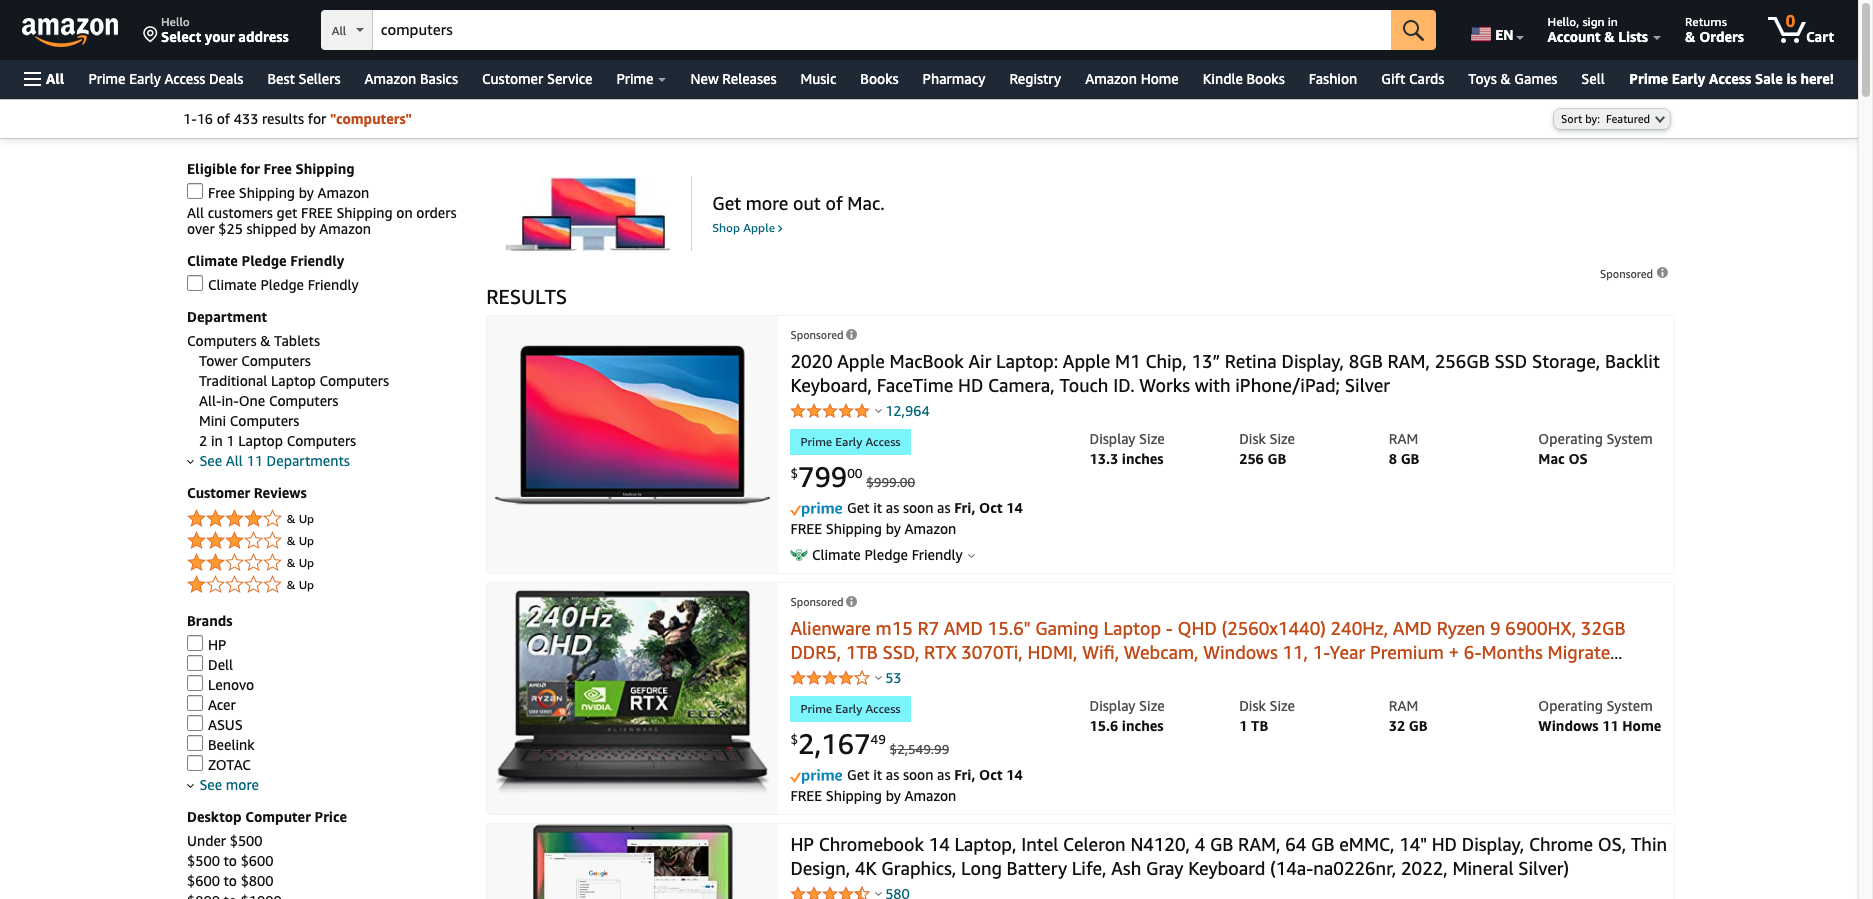 amazon
Hello
Select your address
All
computers
EN
Hello, sign in
Account & Lists
Returns
& Orders
0
Cart
All
Prime Early Access Deals
Best Sellers
Amazon Basics
Customer Service
Prime
New Releases
Music
Books
Pharmacy
Registry
Amazon Home
Kindle Books
Fashion
Gift Cards
Toys & Games
Sell
Prime Early Access Sale is here!
1-16 of 433 results for "computers"
Sort by: Featured
Eligible for Free Shipping
Free Shipping by Amazon
All customers get FREE Shipping on orders
over $25 shipped by Amazon
Climate Pledge Friendly
Climate Pledge Friendly
Department
Computers & Tablets
Tower Computers
Traditional Laptop Computers
All-in-One Computers
Mini Computers
2 in 1 Laptop Computers
See All 11 Departments
Customer Reviews
& Up
& Up
& Up
& Up
Brands
HP
Dell
Lenovo
Acer
ASUS
Beelink
ZOTAC
See more
Desktop Computer Price
Under $500
$500 to $600
$600 to $800
$800 to $1000
Get more out of Mac.
Shop Apple ›
Sponsored
RESULTS
Sponsored
2020 Apple MacBook Air Laptop: Apple M1 Chip, 13” Retina Display, 8GB RAM, 256GB SSD Storage, Backlit
Keyboard, FaceTime HD Camera, Touch ID. Works with iPhone/iPad; Silver
12,964
Prime Early Access
$79900 $999.00
prime Get it as soon as Fri, Oct 14
FREE Shipping by Amazon
Climate Pledge Friendly
Display Size
13.3 inches
Disk Size
256 GB
RAM
8 GB
Operating System
Mac OS
240Hz
QHD
AMD
RYZEN
NVIDIA.
GEFORCE
RTX
ALIENWARE
Sponsored
Alienware m15 R7 AMD 15.6" Gaming Laptop - QHD (2560x1440) 240Hz, AMD Ryzen 9 6900HX, 32GB
DDR5, 1TB SSD, RTX 3070Ti, HDMI, Wifi, Webcam, Windows 11, 1-Year Premium + 6-Months Migrate...
53
Prime Early Access
$2,16749 $2,549.99
prime Get it as soon as Fri, Oct 14
FREE Shipping by Amazon
Display Size
15.6 inches
Disk Size
1 TB
RAM
32 GB
Operating System
Windows 11 Home
Google
HP Chromebook 14 Laptop, Intel Celeron N4120, 4 GB RAM, 64 GB eMMC, 14" HD Display, Chrome OS, Thin
Design, 4K Graphics, Long Battery Life, Ash Gray Keyboard (14a-na0226nr, 2022, Mineral Silver)
580